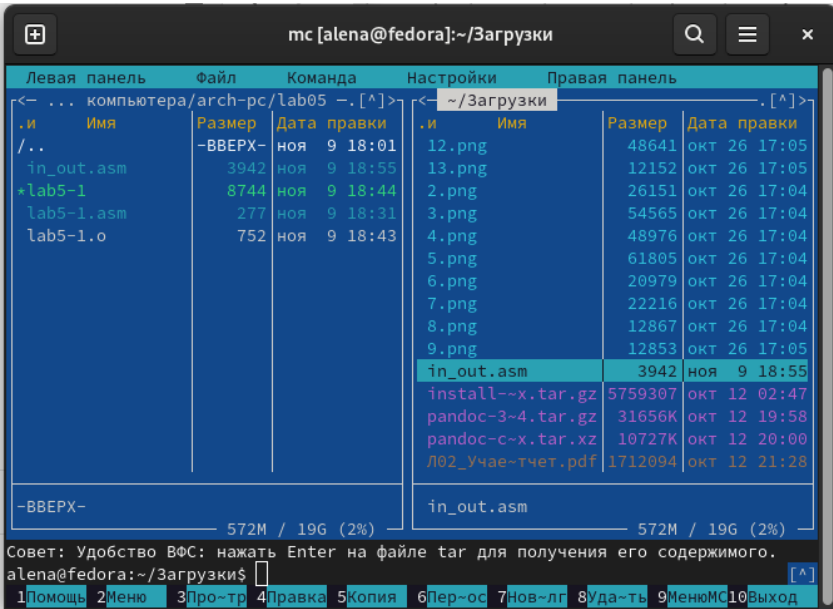 mc [alena@fedora]:~/Загрузки
Левая панель Файл Команда Настройки Правая панель
<— ... компьютера/arch-pc/lab05 —.[^]> <— ~/Загрузки .[^]>
.и Имя Размер Дата правки .и Имя Размер Дата правки
/.. -ВВЕРХ- ноя 9 18:01 12.png 48641 окт 26 17:05
in_out.asm 3942 ноя 9 18:55 13.png 12152 окт 26 17:05
*lab5-1 8744 ноя 9 18:44 2.png 26151 окт 26 17:04
lab5-1.asm 277 ноя 9 18:31 3.png 54565 окт 26 17:04
lab5-1.o 752 ноя 9 18:43 4.png 48976 окт 26 17:04
5.png 61805 окт 26 17:04
6.png 20979 окт 26 17:04
7.png 22216 окт 26 17:04
8.png 12867 окт 26 17:04
9.png 12853 окт 26 17:05
in_out.asm 3942 ноя 9 18:55
install-~x.tar.gz 5759307 окт 12 02:47
pandoc-3~4.tar.gz 31656K окт 12 19:58
pandoc-c~x.tar.xz 10727K окт 12 20:00
Л02_Учае~тчет.pdf 1712094 окт 12 21:28
-ВВЕРХ- in_out.asm
572M / 19G (2%) 572M / 19G (2%)
Совет: Удобство ВФС: нажать Enter на файле tar для получения его содержимого.
alena@fedora:~/Загрузки$ [^]
1Помощь 2Меню 3Про~тр 4Правка 5Копия 6Пер~ос 7Нов~лг 8Уда~ть 9МенюMC 10Выход